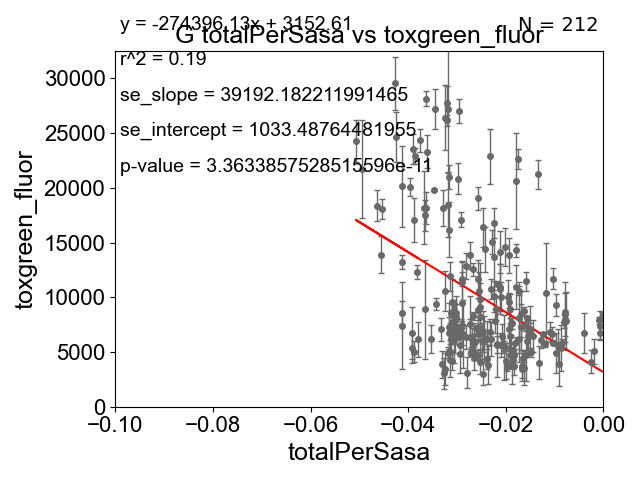 y = -274396.13x + 3152.61
N = 212
G totalPerSasa vs toxgreen_fluor
r^2 = 0.19
se_slope = 39192.182211991465
se_intercept = 1033.48764481955
p-value = 3.3633857528515596e-11
30000
25000
20000
15000
10000
5000
0
toxgreen_fluor
−0.10 −0.08 −0.06 −0.04 −0.02 0.00
totalPerSasa